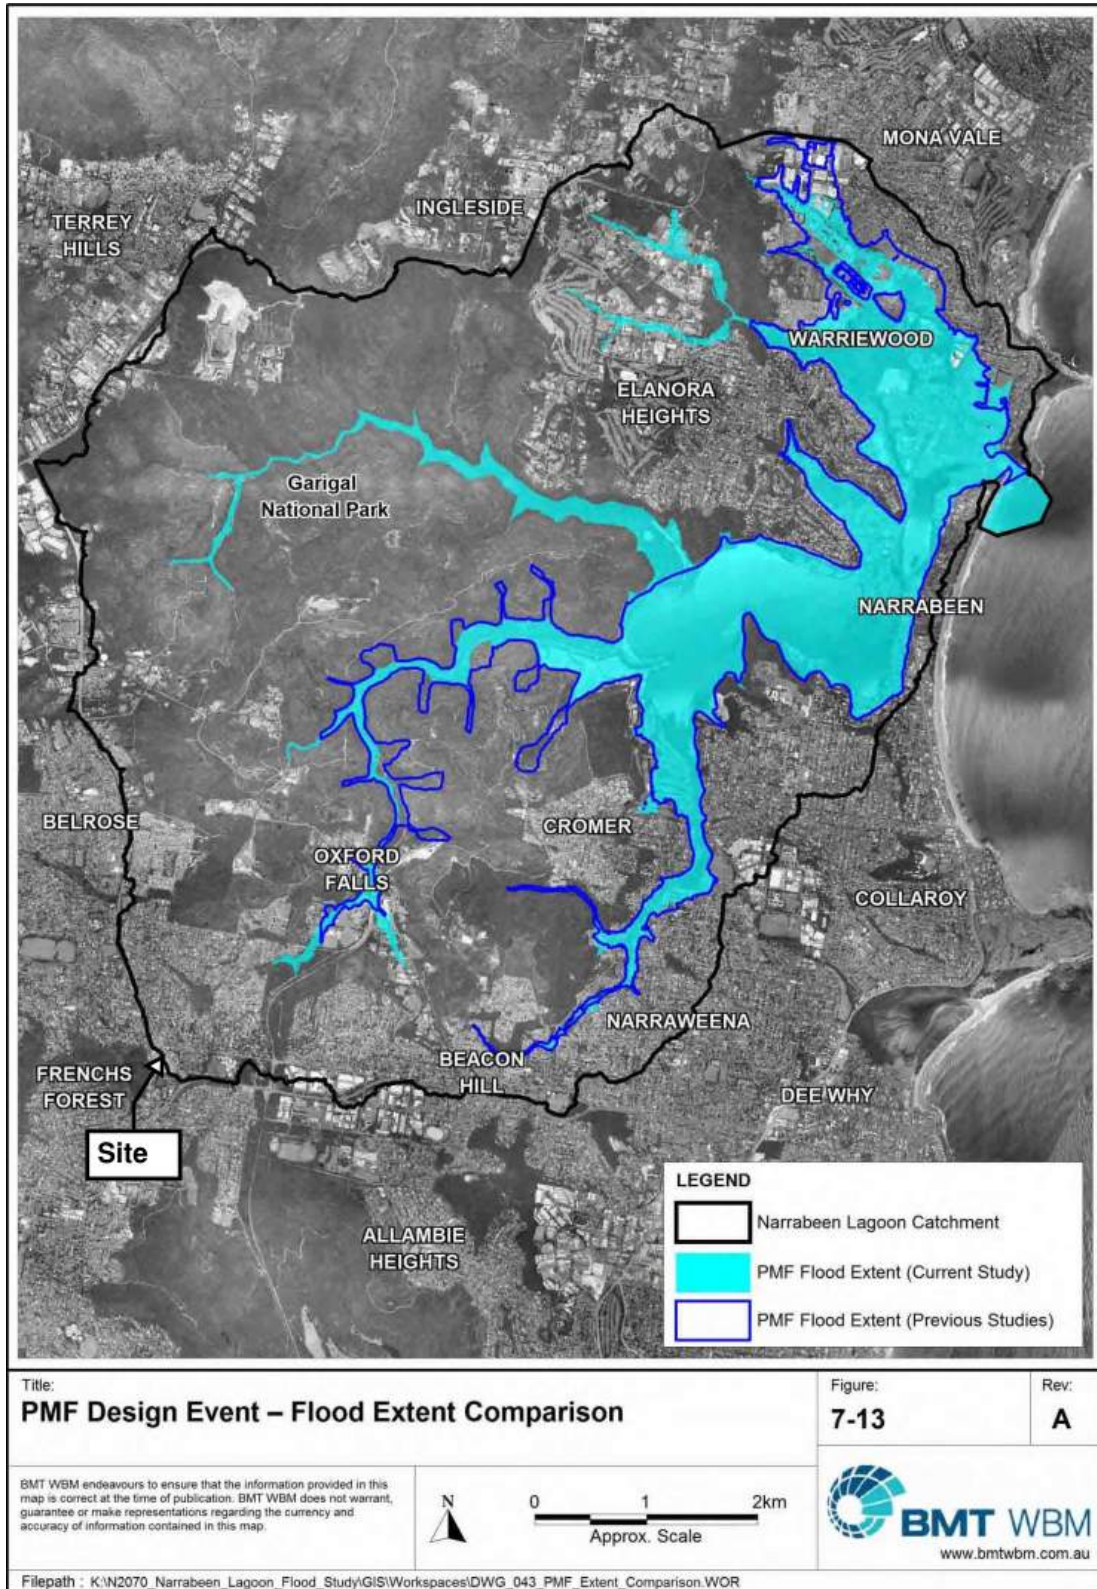 MONA VALE
INGLESIDE
TERREY
HILLS
WARRIEWOOD
ELANORA
HEIGHTS
Garigal
National Park
NARRABEEN
BELROSE
CROMER
OXFORD
FALLS
COLLAROY
NARRAWEENA
BEACON
HILL
FRENCHS
FOREST
DEE WHY
Site
ALLAMBIE
HEIGHTS
LEGEND
Narrabeen Lagoon Catchment
PMF Flood Extent (Current Study)
PMF Flood Extent (Previous Studies)
Title:
PMF Design Event – Flood Extent Comparison
Figure:
7-13
Rev:
A
BMT WBM endeavours to ensure that the information provided in this
map is correct at the time of publication. BMT WBM does not warrant,
guarantee or make representations regarding the currency and
accuracy of information contained in this map.
N
0 1 2km
Approx. Scale
BMT WBM
www.bmtwbm.com.au
Filepath : K:\N2070_Narrabeen_Lagoon_Flood_Study\GIS\Workspaces\DWG_043_PMF_Extent_Comparison.WOR